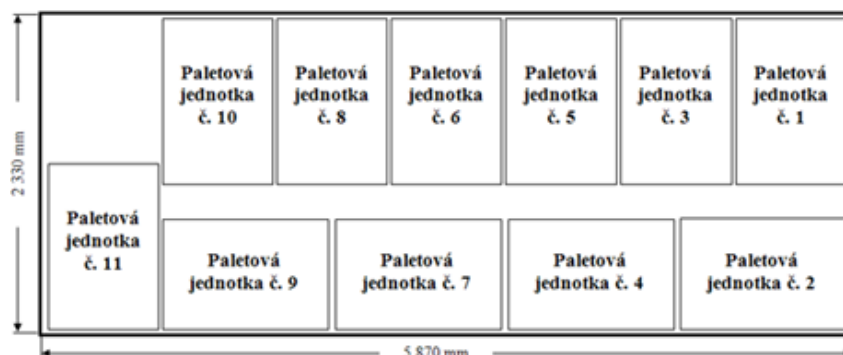 Paletová
jednotka
č. 10
Paletová
jednotka
č. 8
Paletová
jednotka
č. 6
Paletová
jednotka
č. 5
Paletová
jednotka
č. 3
Paletová
jednotka
č. 1
2 330 mm
Paletová
jednotka
č. 11
Paletová
jednotka č. 9
Paletová
jednotka č. 7
Paletová
jednotka č. 4
Paletová
jednotka č. 2
5 870 mm